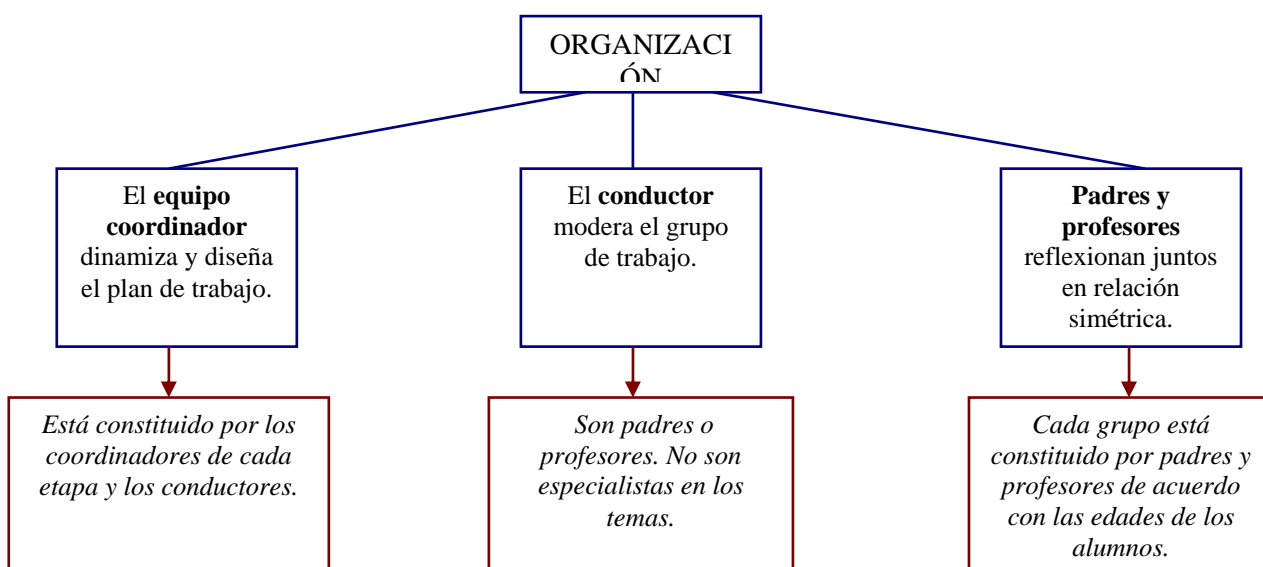 ORGANIZACI
ÓN
El equipo
coordinador
dinamiza y diseña
el plan de trabajo.
El conductor
modera el grupo
de trabajo.
Padres y
profesores
reflexionan juntos
en relación
simétrica.
Está constituido por los
coordinadores de cada
etapa y los conductores.
Son padres o
profesores. No son
especialistas en los
temas.
Cada grupo está
constituido por padres y
profesores de acuerdo
con las edades de los
alumnos.